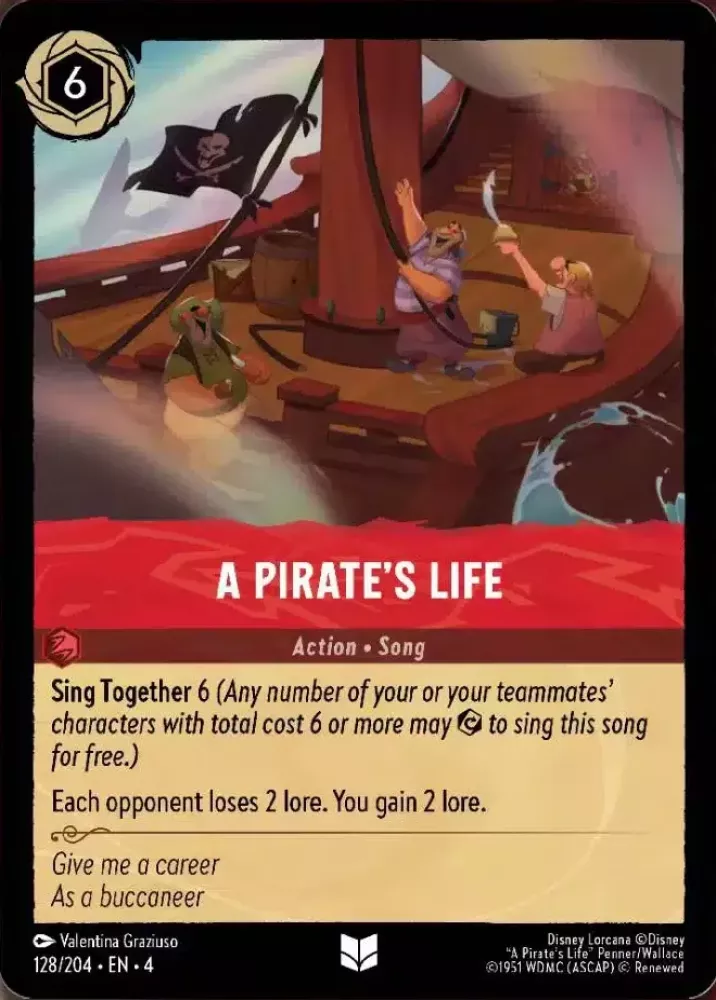 6
A PIRATE'S LIFE
Action • Song
Sing Together 6 (Any number of your or your teammates'
characters with total cost 6 or more may to sing this song
for free.)
Each opponent loses 2 lore. You gain 2 lore.
Give me a career
As a buccaneer
Valentina Graziuso
128/204 • EN • 4
Disney Lorcana ©Disney
"A Pirate's Life" Penner/Wallace
©1951 WDMC (ASCAP) © Renewed